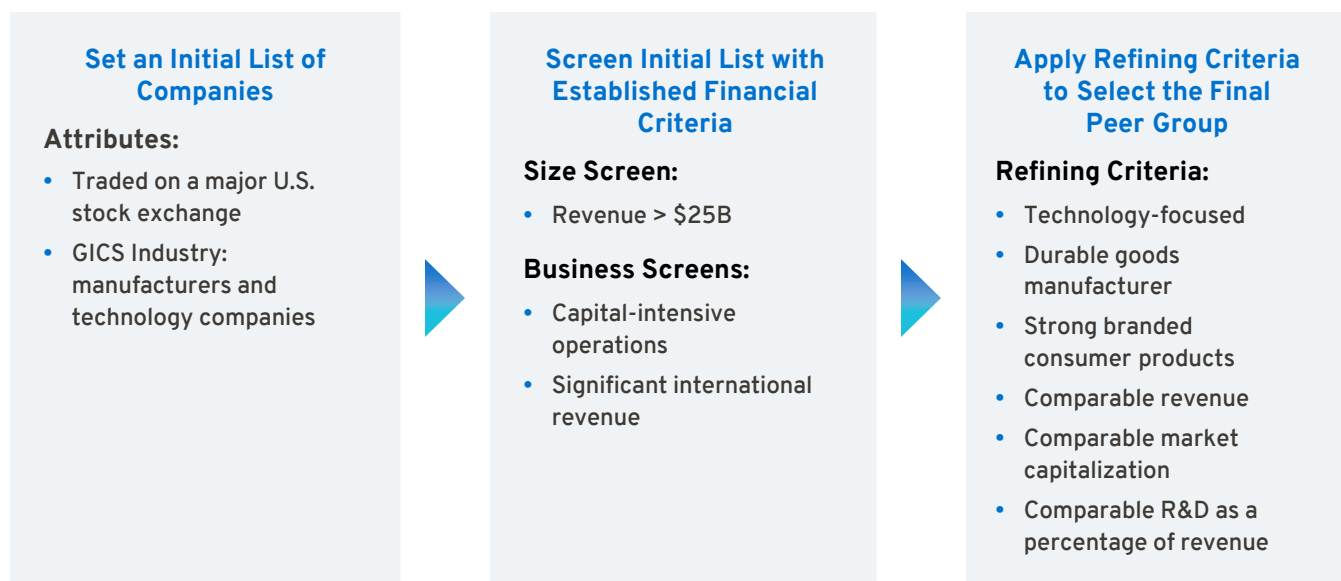 Set an Initial List of
Companies
Attributes:
• Traded on a major U.S.
stock exchange
• GICS Industry:
manufacturers and
technology companies
Screen Initial List with
Established Financial
Criteria
Size Screen:
• Revenue > $25B
Business Screens:
• Capital-intensive
operations
• Significant international
revenue
Apply Refining Criteria
to Select the Final
Peer Group
Refining Criteria:
• Technology-focused
• Durable goods
manufacturer
• Strong branded
consumer products
• Comparable revenue
• Comparable market
capitalization
• Comparable R&D as a
percentage of revenue